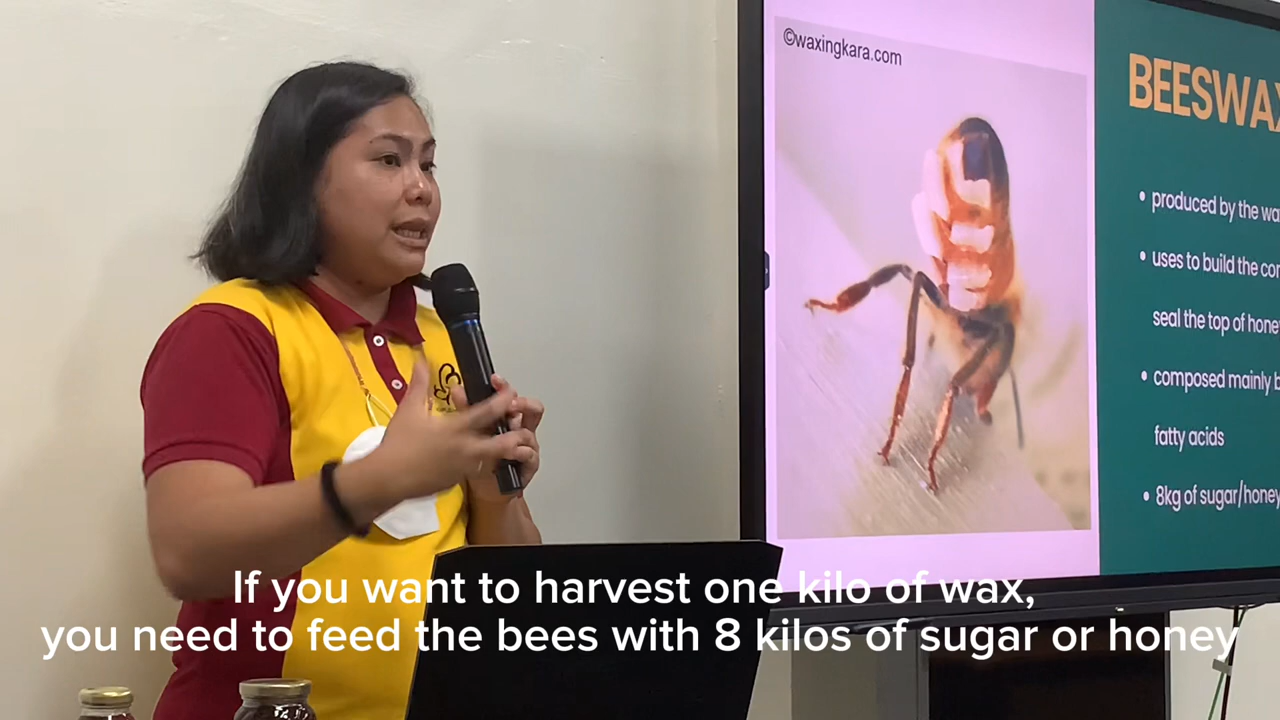 ©waxingkara.com
BEESWAX
• produced by the wa
• uses to build the co
seal the top of hone
• composed mainly b
fatty acids
• 8kg of sugar/honey
If you want to harvest one kilo of wax,
you need to feed the bees with 8 kilos of sugar or honey